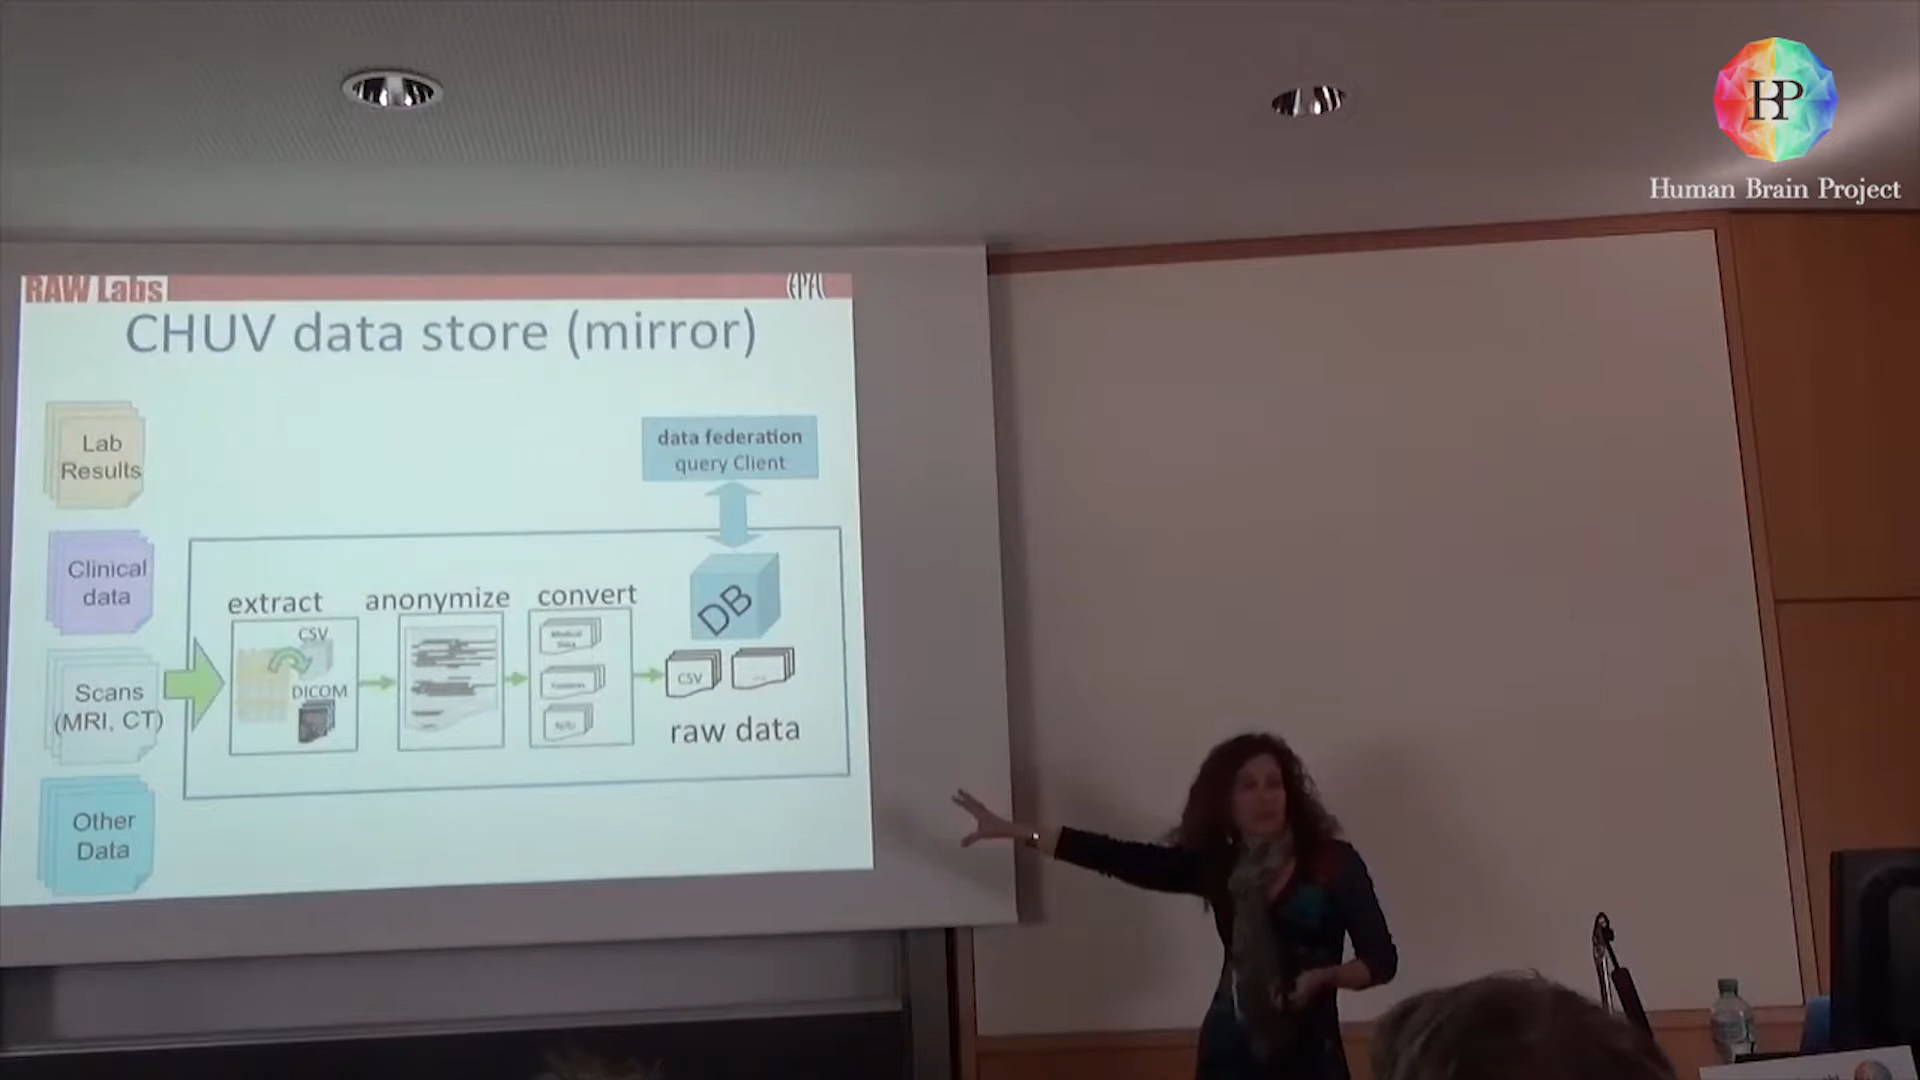 HBP
Human Brain Project
RAW Labs
EPFL
CHUV data store (mirror)
Lab
Results
data federation
query Client
Clinical
data
extract
anonymize
convert
DB
CSV
DICOM
Scans
(MRI, CT)
CSV
raw data
Other
Data